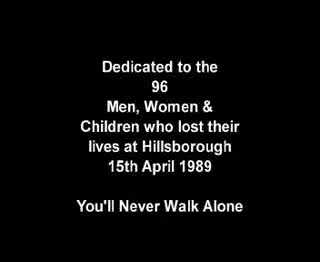 Dedicated to the
96
Men, Women &
Children who lost their
lives at Hillsborough
15th April 1989
You'll Never Walk Alone